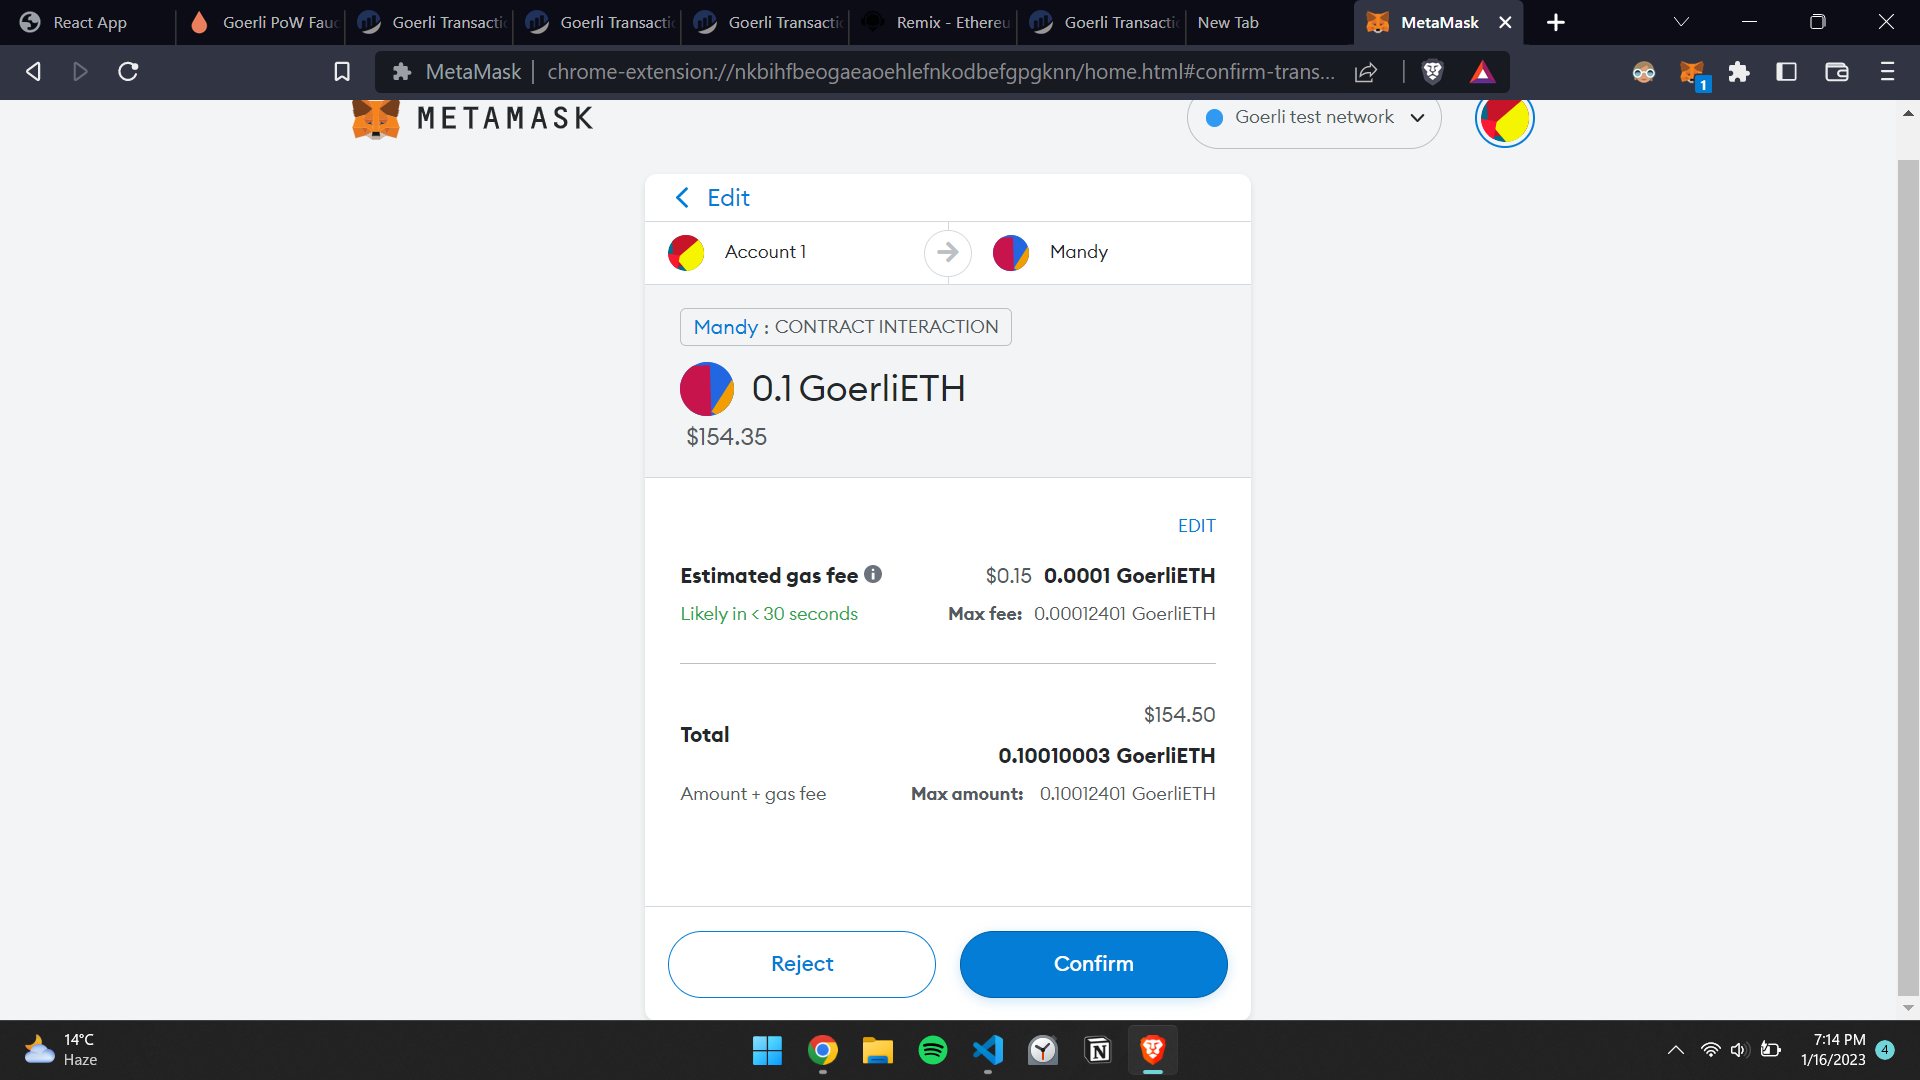 React App
Goerli PoW Fau
Goerli Transacti
Goerli Transacti
Goerli Transacti
Remix - Ethereu
Goerli Transacti
New Tab
MetaMask
MetaMask
chrome-extension://nkbihfbeogaeaoehlefnkodbefgpgknn/home.html#confirm-trans...
1
METAMASK
Goerli test network
Edit
Account 1
Mandy
Mandy : CONTRACT INTERACTION
0.1 GoerliETH
$154.35
EDIT
Estimated gas fee
$0.15 0.0001 GoerliETH
Likely in < 30 seconds
Max fee: 0.00012401 GoerliETH
$154.50
Total
0.10010003 GoerliETH
Amount + gas fee
Max amount: 0.10012401 GoerliETH
Reject
Confirm
14°C
Haze
7:14 PM
1/16/2023
4